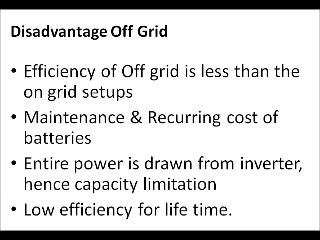 Disadvantage Off Grid
• Efficiency of Off grid is less than the
on grid setups
• Maintenance & Recurring cost of
batteries
• Entire power is drawn from inverter,
hence capacity limitation
• Low efficiency for life time.